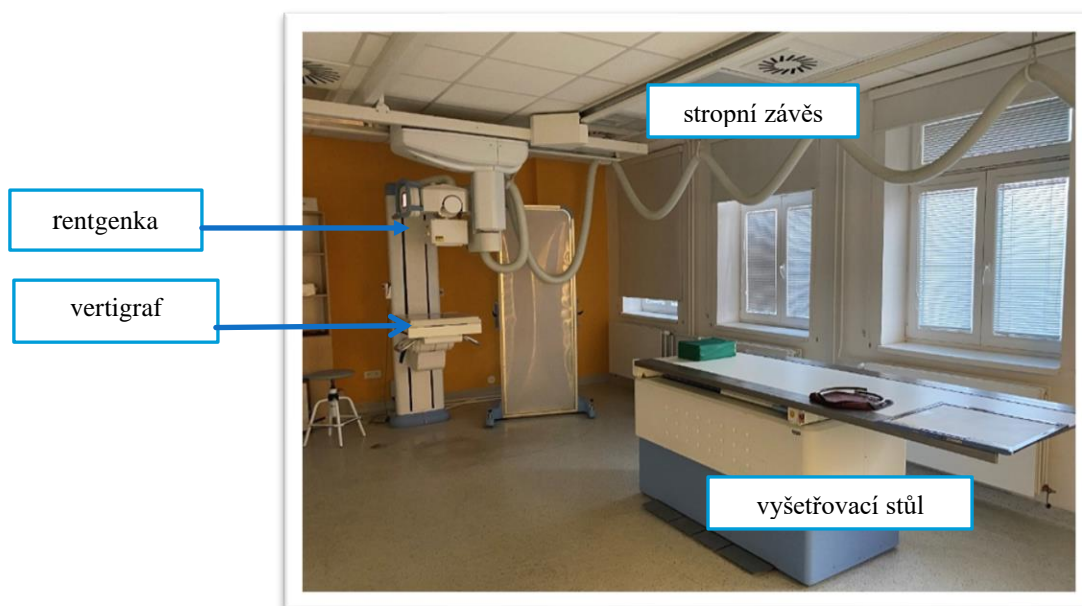 stropní závěs
rentgenka
vertigraf
vyšetřovací stůl